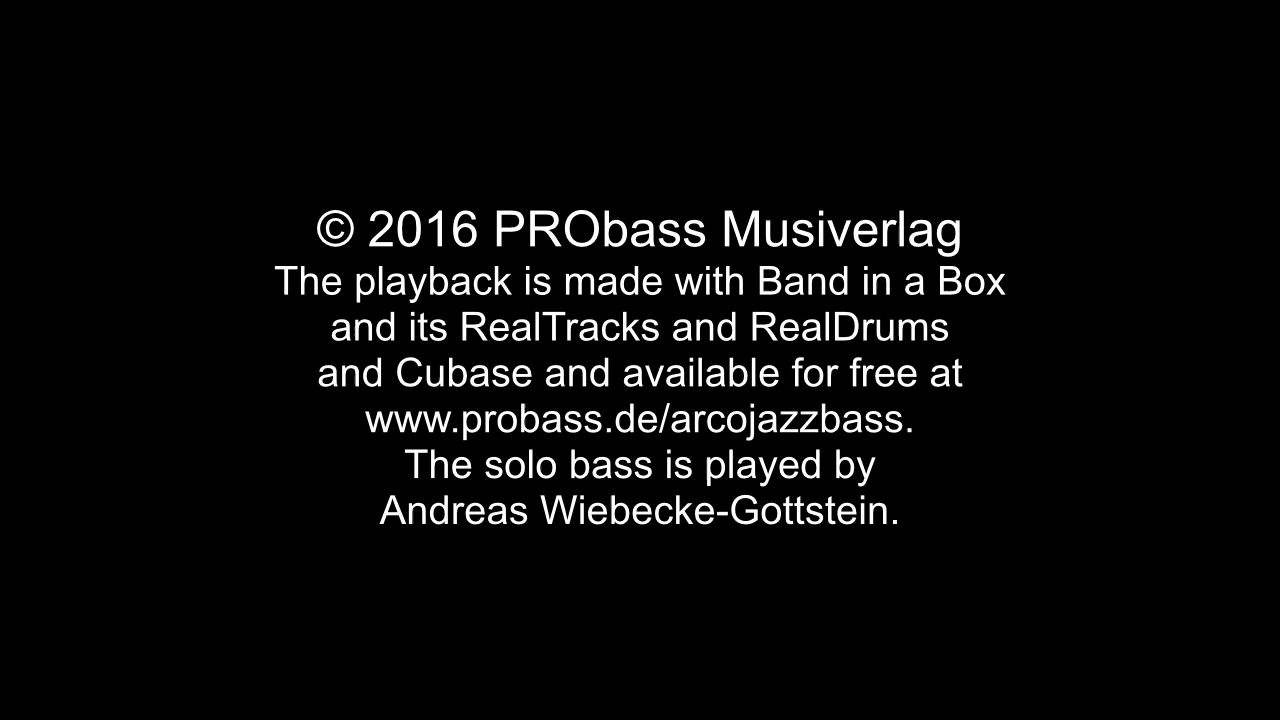 © 2016 PRObass Musiverlag
The playback is made with Band in a Box
and its RealTracks and RealDrums
and Cubase and available for free at
www.probass.de/arcojazzbass.
The solo bass is played by
Andreas Wiebecke-Gottstein.